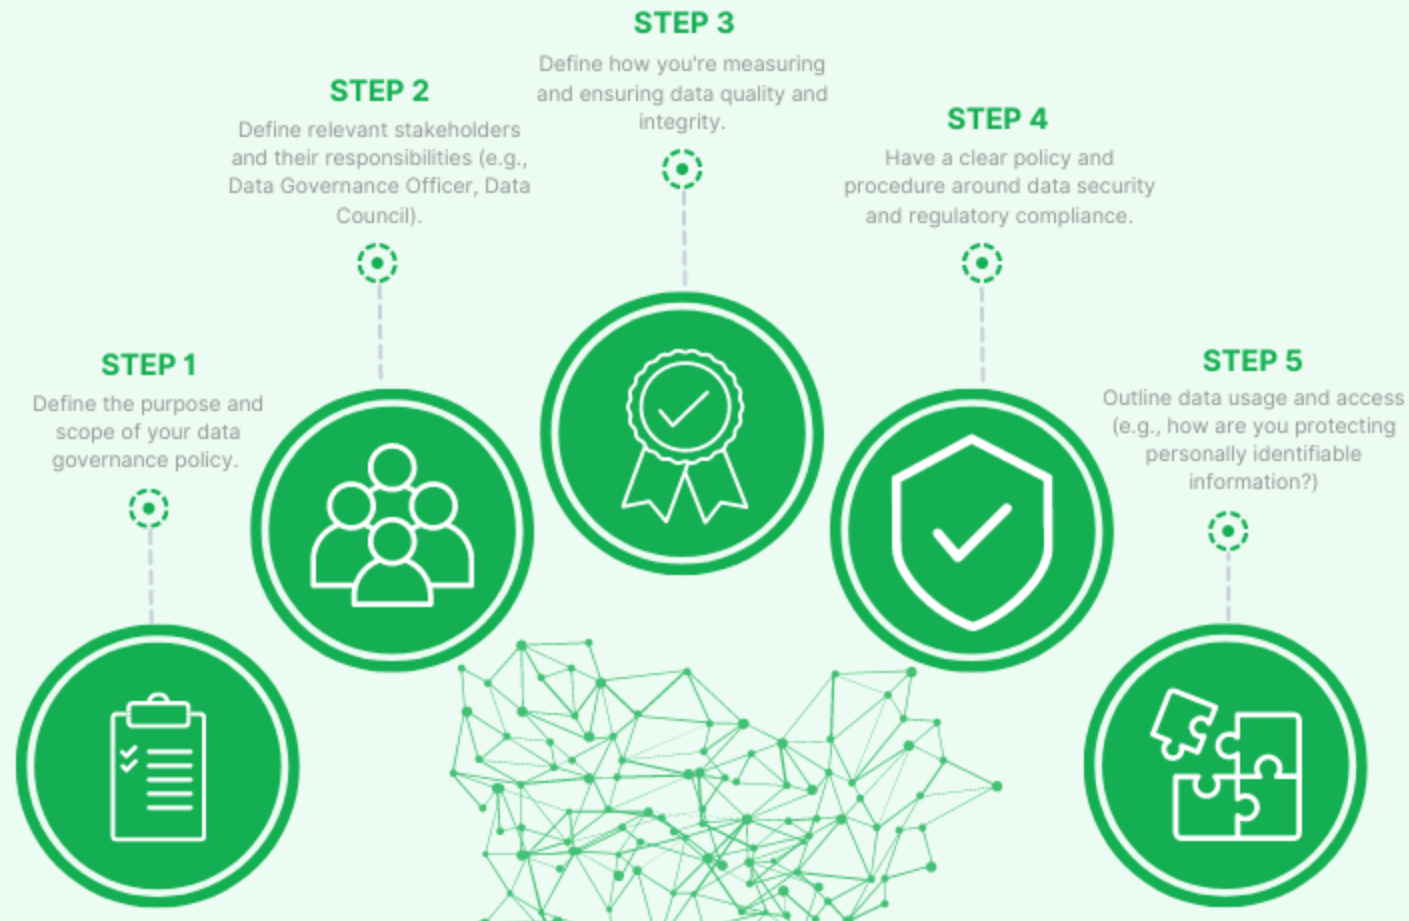 STEP 1
Define the purpose and
scope of your data
governance policy.
STEP 2
Define relevant stakeholders
and their responsibilities (e.g.,
Data Governance Officer, Data
Council).
STEP 3
Define how you're measuring
and ensuring data quality and
integrity.
STEP 4
Have a clear policy and
procedure around data security
and regulatory compliance.
STEP 5
Outline data usage and access
(e.g., how are you protecting
personally identifiable
information?)